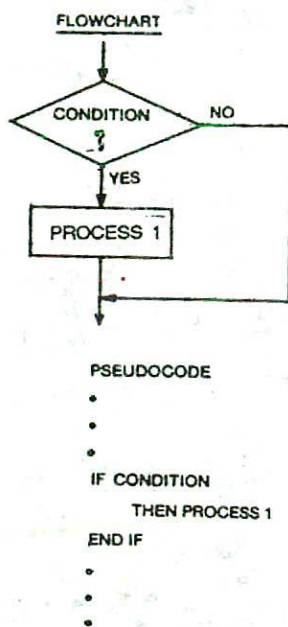 FLOWCHART
CONDITION
?
NO
YES
PROCESS 1
PSEUDOCODE
•
•
•
IF CONDITION
THEN PROCESS 1
END IF
•
•
•